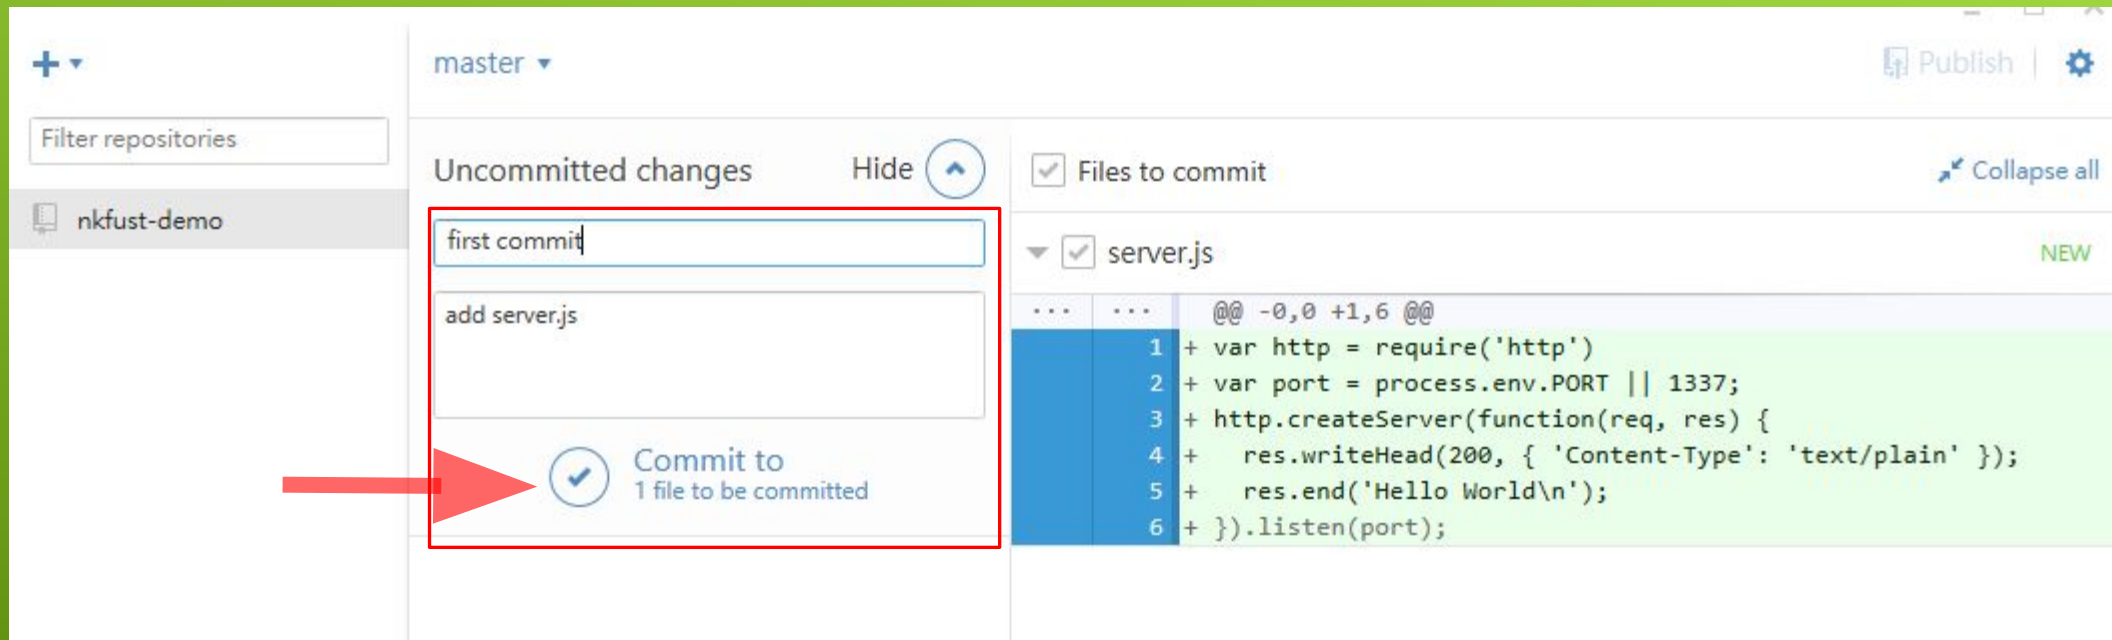 master
Publish
Filter repositories
nkfust-demo
Uncommitted changes
Hide
first commit
add server.js
Commit to
1 file to be committed
Files to commit
Collapse all
server.js
NEW
... ... @@ -0,0 +1,6 @@
1 + var http = require('http')
2 + var port = process.env.PORT || 1337;
3 + http.createServer(function(req, res) {
4 +   res.writeHead(200, { 'Content-Type': 'text/plain' });
5 +   res.end('Hello World\n');
6 + }).listen(port);